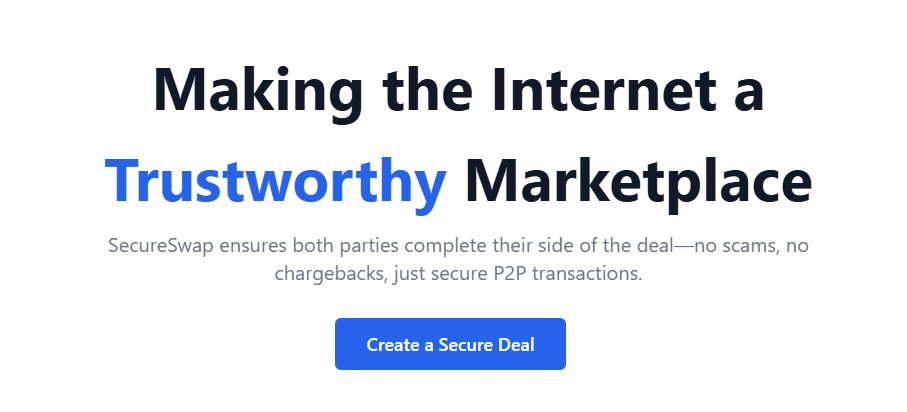 Making the Internet a
Trustworthy Marketplace
SecureSwap ensures both parties complete their side of the deal—no scams, no
chargebacks, just secure P2P transactions.
Create a Secure Deal